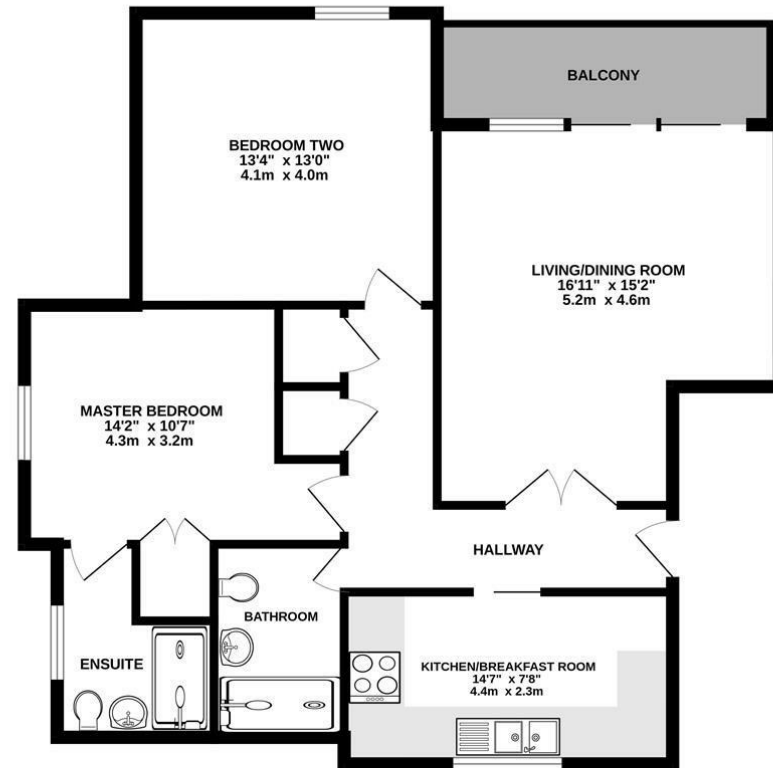 BALCONY
BEDROOM TWO
13'4" x 13'0"
4.1m x 4.0m
LIVING/DINING ROOM
16'11" x 15'2"
5.2m x 4.6m
MASTER BEDROOM
14'2" x 10'7"
4.3m x 3.2m
HALLWAY
BATHROOM
ENSUITE
KITCHEN/BREAKFAST ROOM
14'7" x 7'8"
4.4m x 2.3m